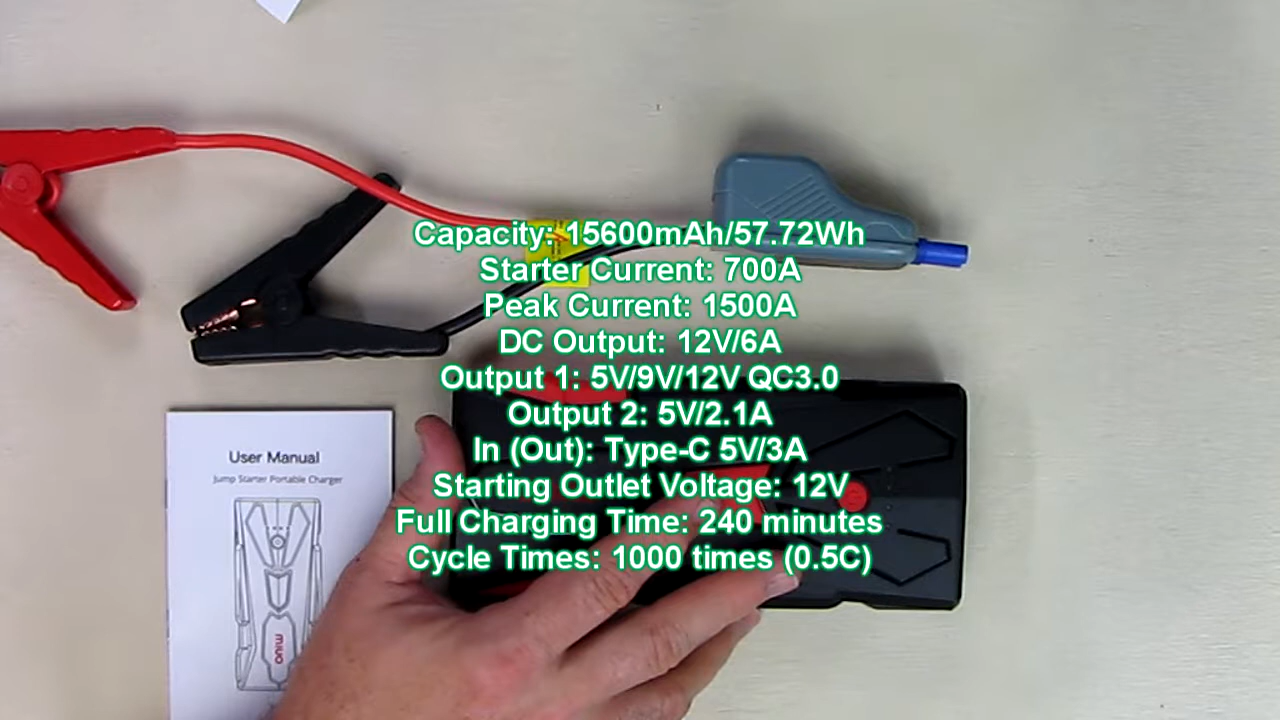 Capacity: 15600mAh/57.72Wh
Starter Current: 700A
Peak Current: 1500A
DC Output: 12V/6A
Output 1: 5V/9V/12V QC3.0
Output 2: 5V/2.1A
In (Out): Type-C 5V/3A
Starting Outlet Voltage: 12V
Full Charging Time: 240 minutes
Cycle Times: 1000 times (0.5C)
User Manual
Jump Starter Portable Charger